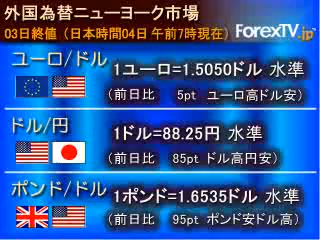 外国為替ニューヨーク市場
03日終値（日本時間04日 午前7時現在）
ForexTV.jp
ユーロ/ドル
1ユーロ=1.5050ドル 水準
（前日比 5pt ユーロ高ドル安）
ドル/円
1ドル=88.25円 水準
（前日比 85pt ドル高円安）
ポンド/ドル
1ポンド=1.6535ドル 水準
（前日比 95pt ポンド安ドル高）